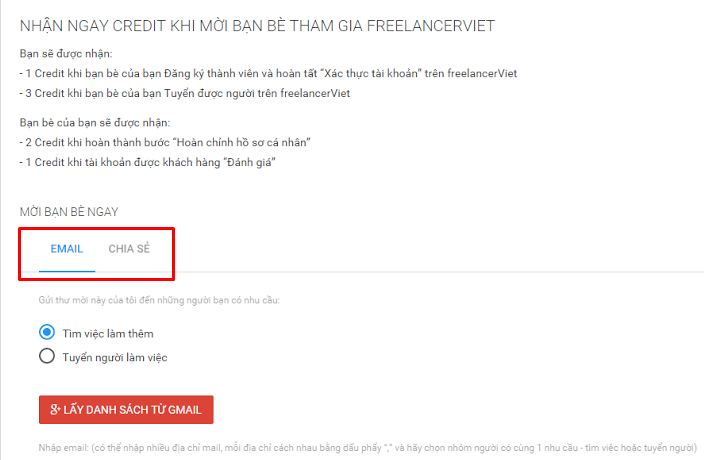 NHẬN NGAY CREDIT KHI MỜI BẠN BÈ THAM GIA FREELANCERVIET
Bạn sẽ được nhận:
- 1 Credit khi bạn bè của bạn Đăng ký thành viên và hoàn tất “Xác thực tài khoản” trên freelancerViet
- 3 Credit khi bạn bè của bạn Tuyển được người trên freelancerViet
Bạn bè của bạn sẽ được nhận:
- 2 Credit khi hoàn thành bước “Hoàn chỉnh hồ sơ cá nhân”
- 1 Credit khi tài khoản được khách hàng “Đánh giá”
MỜI BẠN BÈ NGAY
EMAIL CHIA SẺ
Gửi thư mời này của tôi đến những người bạn có nhu cầu:
Tìm việc làm thêm
Tuyển người làm việc
g+ LẤY DANH SÁCH TỪ GMAIL
Nhập email: (có thể nhập nhiều địa chỉ mail, mỗi địa chỉ cách nhau bằng dấu phẩy “,” và hãy chọn nhóm người có cùng 1 nhu cầu - tìm việc hoặc tuyển người)